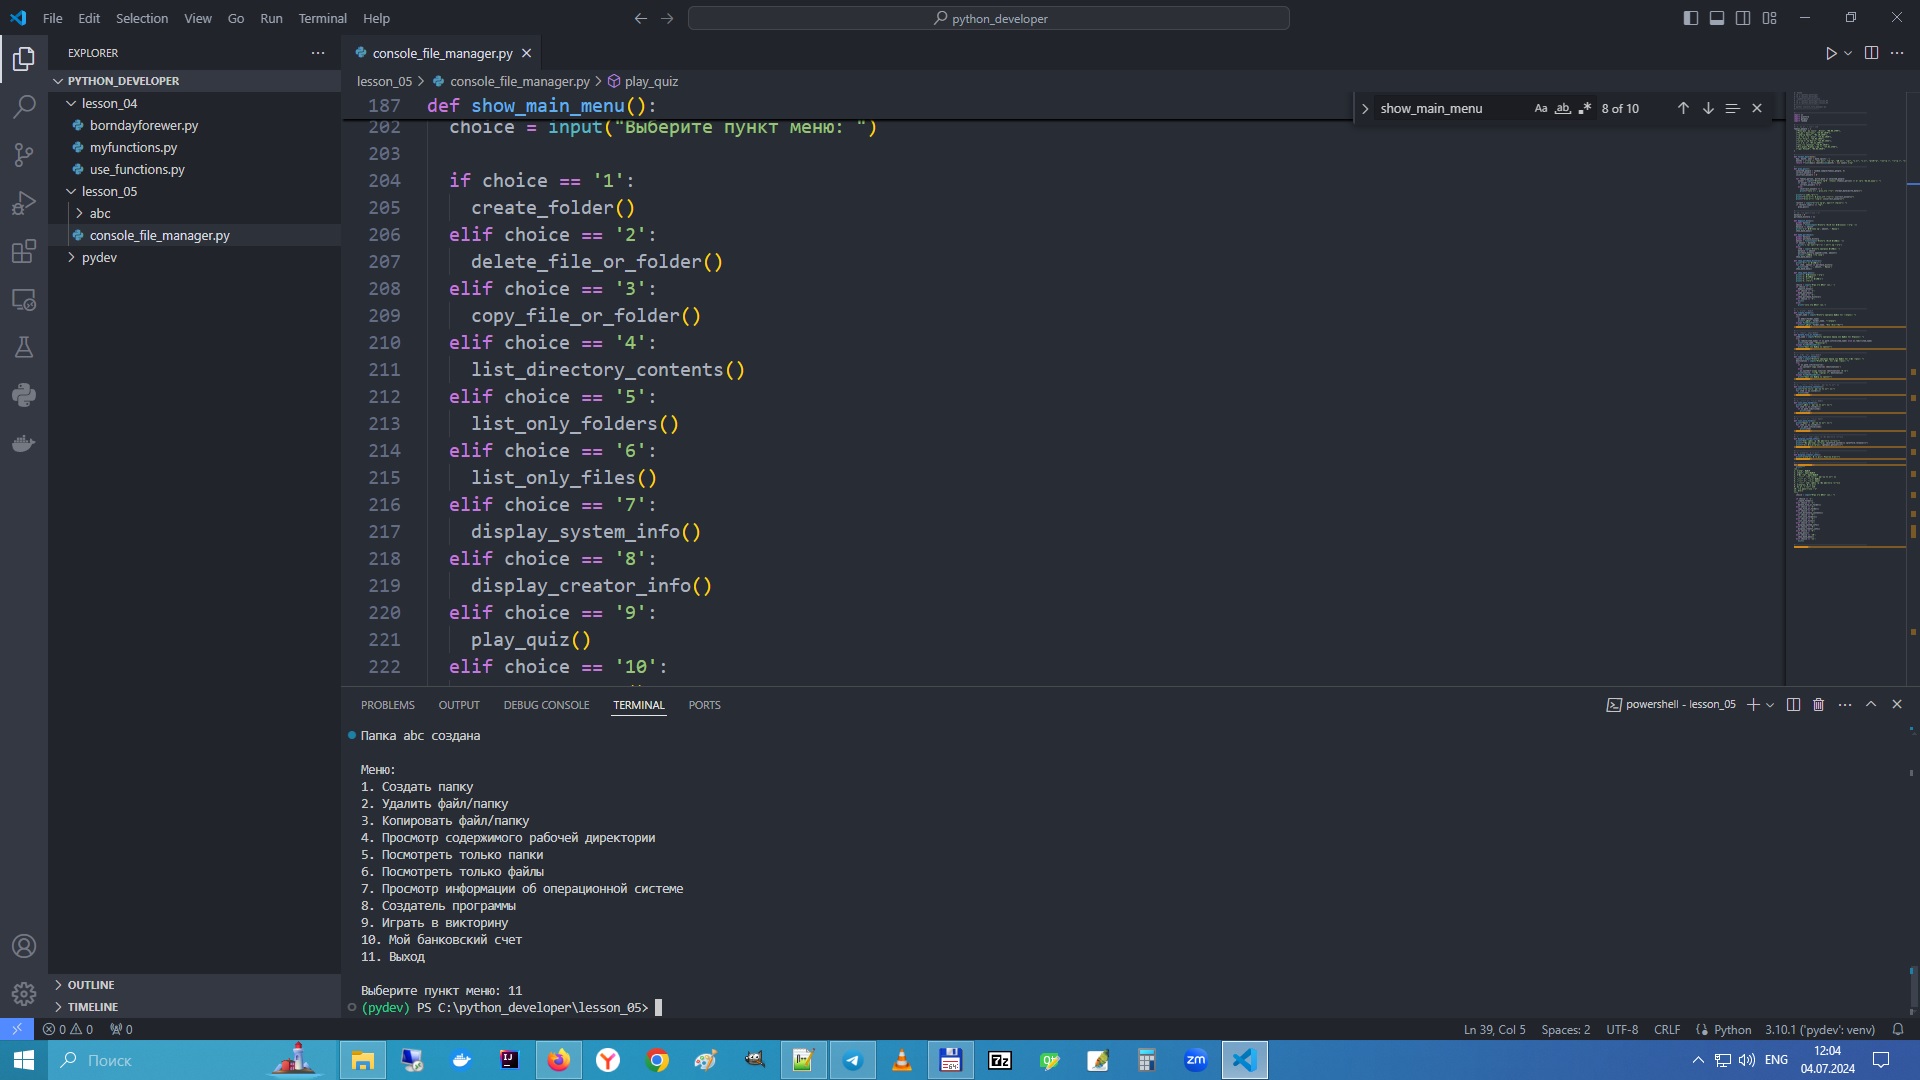 File Edit Selection View Go Run Terminal Help
python_developer
EXPLORER
console_file_manager.py
PYTHON_DEVELOPER
lesson_04
borndayforewer.py
myfunctions.py
use_functions.py
lesson_05
abc
console_file_manager.py
pydev
OUTLINE
TIMELINE
lesson_05 > console_file_manager.py > play_quiz
show_main_menu Aa ab 8 of 10
187 def show_main_menu():
202 choice = input("Выберите пункт меню: ")
203
204 if choice == '1':
205 create_folder()
206 elif choice == '2':
207 delete_file_or_folder()
208 elif choice == '3':
209 copy_file_or_folder()
210 elif choice == '4':
211 list_directory_contents()
212 elif choice == '5':
213 list_only_folders()
214 elif choice == '6':
215 list_only_files()
216 elif choice == '7':
217 display_system_info()
218 elif choice == '8':
219 display_creator_info()
220 elif choice == '9':
221 play_quiz()
222 elif choice == '10':
PROBLEMS OUTPUT DEBUG CONSOLE TERMINAL PORTS
powershell - lesson_05
Папка abc создана
Меню:
1. Создать папку
2. Удалить файл/папку
3. Копировать файл/папку
4. Просмотр содержимого рабочей директории
5. Посмотреть только папки
6. Посмотреть только файлы
7. Просмотр информации об операционной системе
8. Создатель программы
9. Играть в викторину
10. Мой банковский счет
11. Выход
Выберите пункт меню: 11
(pydev) PS C:\python_developer\lesson_05>
0 0 0
Ln 39, Col 5 Spaces: 2 UTF-8 CRLF Python 3.10.1 ('pydev': venv)
Поиск
IJ
7z
zm
ENG
12:04
04.07.2024